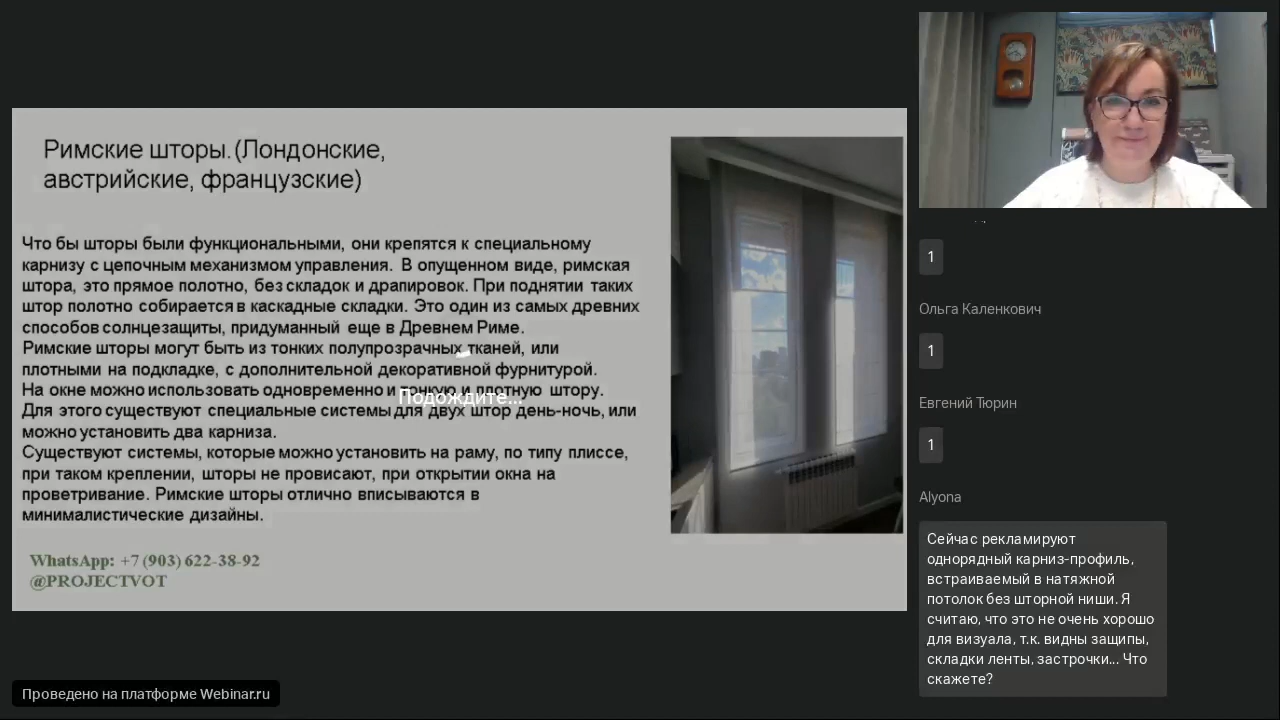 Римские шторы.(Лондонские,
австрийские, французские)
Что бы шторы были функциональными, они крепятся к специальному
карнизу с цепочным механизмом управления. В опущенном виде, римская
штора, это прямое полотно, без складок и драпировок. При поднятии таких
штор полотно собирается в каскадные складки. Это один из самых древних
способов солнцезащиты, придуманный еще в Древнем Риме.
Римские шторы могут быть из тонких полупрозрачных тканей, или
плотными на подкладке, с дополнительной декоративной фурнитурой.
На окне можно использовать одновременно и тонкую и плотную штору.
Подождите...
Для этого существуют специальные системы для двух штор день-ночь, или
можно установить два карниза.
Существуют системы, которые можно установить на раму, по типу плиссе,
при таком креплении, шторы не провисают, при открытии окна на
проветривание. Римские шторы отлично вписываются в
минималистические дизайны.
WhatsApp: +7 (903) 622-38-92
@PROJECTVOT
Проведено на платформе Webinar.ru
1
Ольга Каленкович
1
Евгений Тюрин
1
Alyona
Сейчас рекламируют
однорядный карниз-профиль,
встраиваемый в натяжной
потолок без шторной ниши. Я
считаю, что это не очень хорошо
для визуала, т.к. видны защипы,
складки ленты, застрочки... Что
скажете?